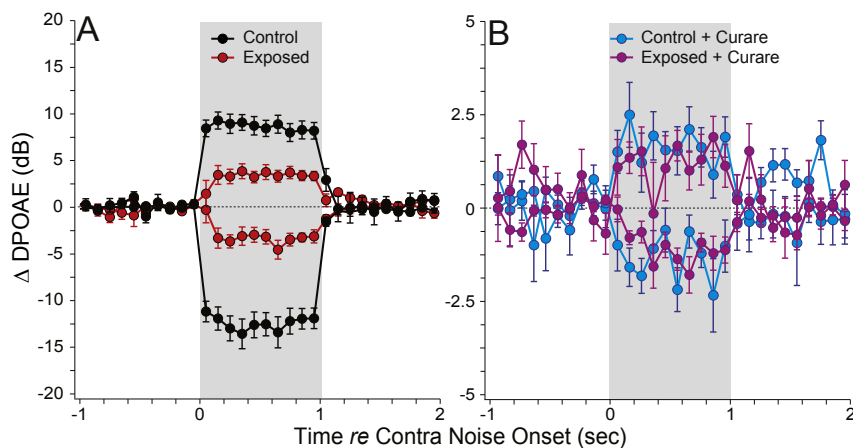 A
Control
Exposed
B
Control + Curare
Exposed + Curare
Δ DPOAE (dB)
20
15
10
5
0
-5
-10
-15
-20
5
2.5
0
-2.5
-5
-1
0
1
2
-1
0
1
2
Time re Contra Noise Onset (sec)